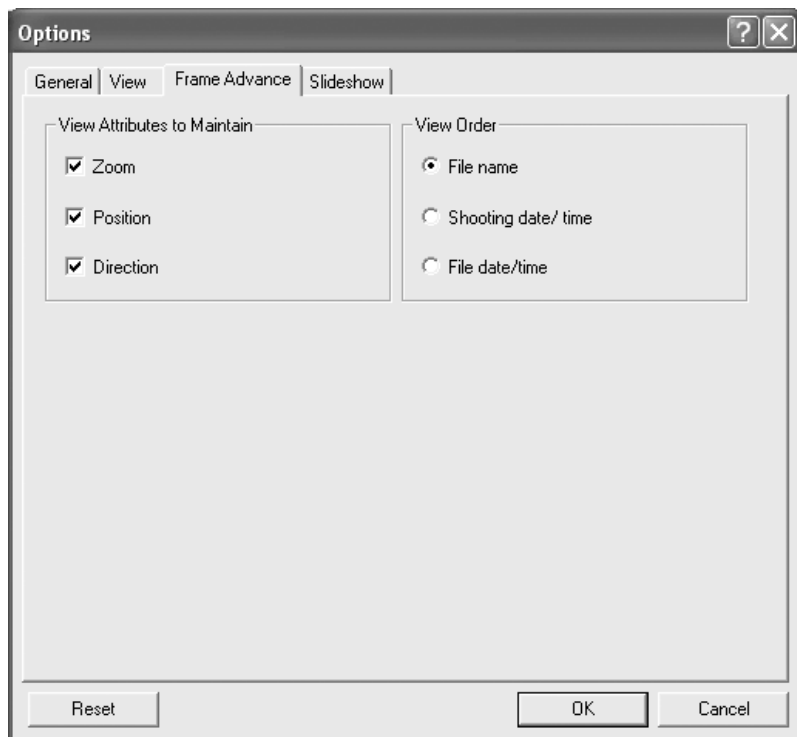 Options
General View Frame Advance Slideshow
View Attributes to Maintain
Zoom
Position
Direction
View Order
File name
Shooting date/ time
File date/time
Reset OK Cancel